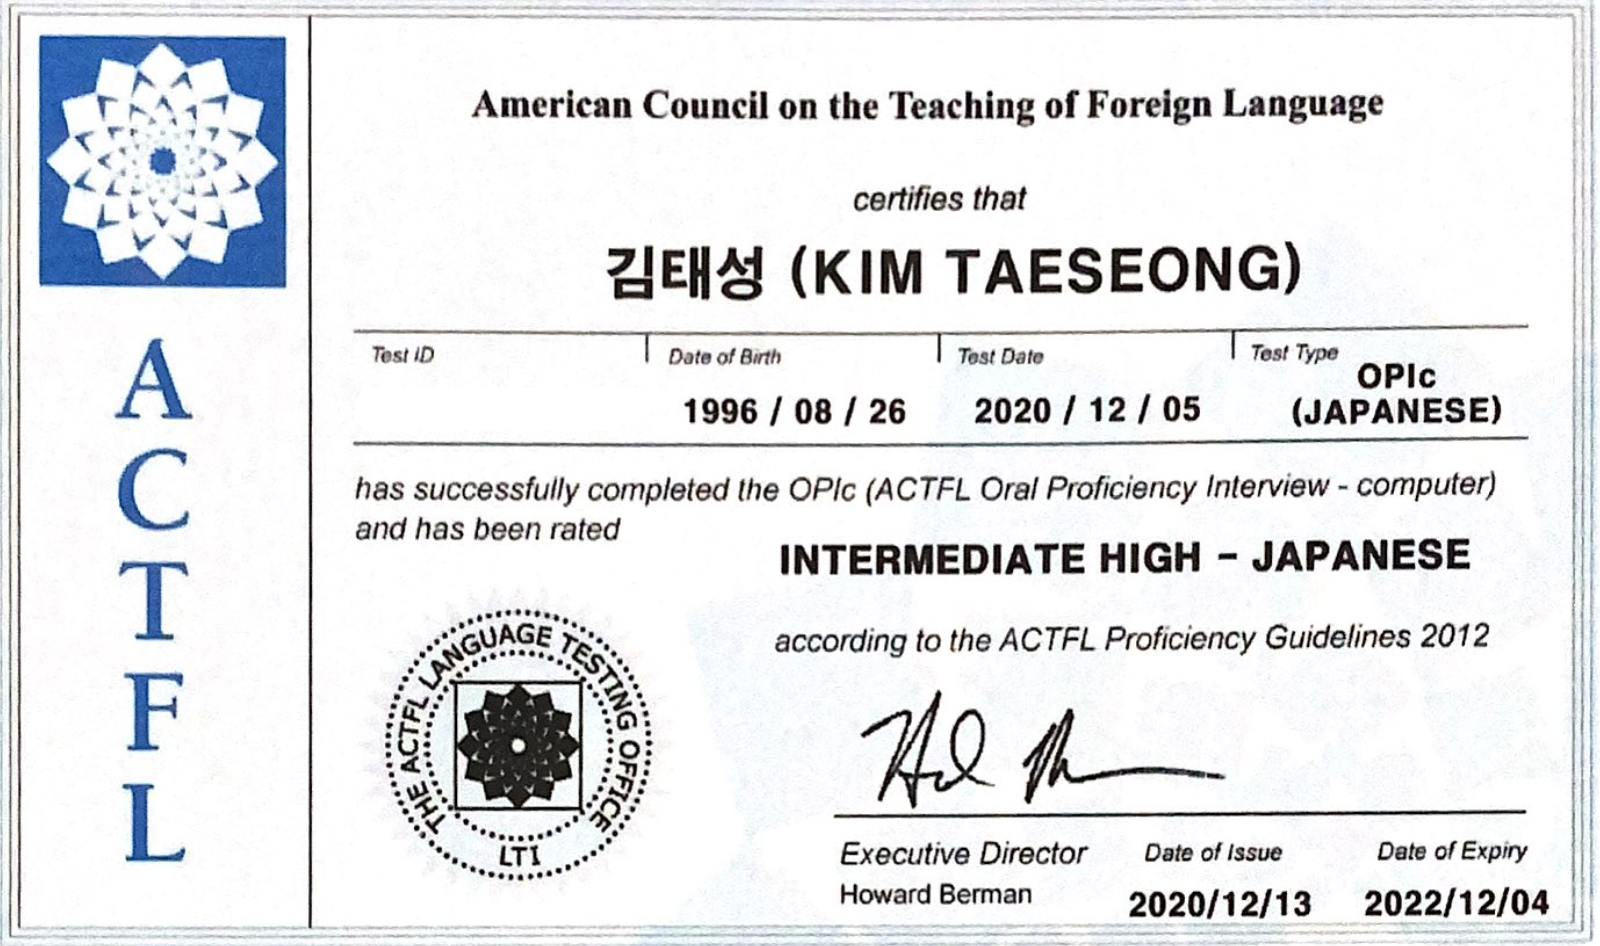 ACTFL
American Council on the Teaching of Foreign Language
certifies that
김태성 (KIM TAESEONG)
Test ID
Date of Birth
1996 / 08 / 26
Test Date
2020 / 12 / 05
Test Type
OPIc
(JAPANESE)
has successfully completed the OPIc (ACTFL Oral Proficiency Interview - computer)
and has been rated
INTERMEDIATE HIGH – JAPANESE
according to the ACTFL Proficiency Guidelines 2012
THE ACTFL LANGUAGE TESTING OFFICE
LTI
Executive Director
Howard Berman
Date of Issue
2020/12/13
Date of Expiry
2022/12/04